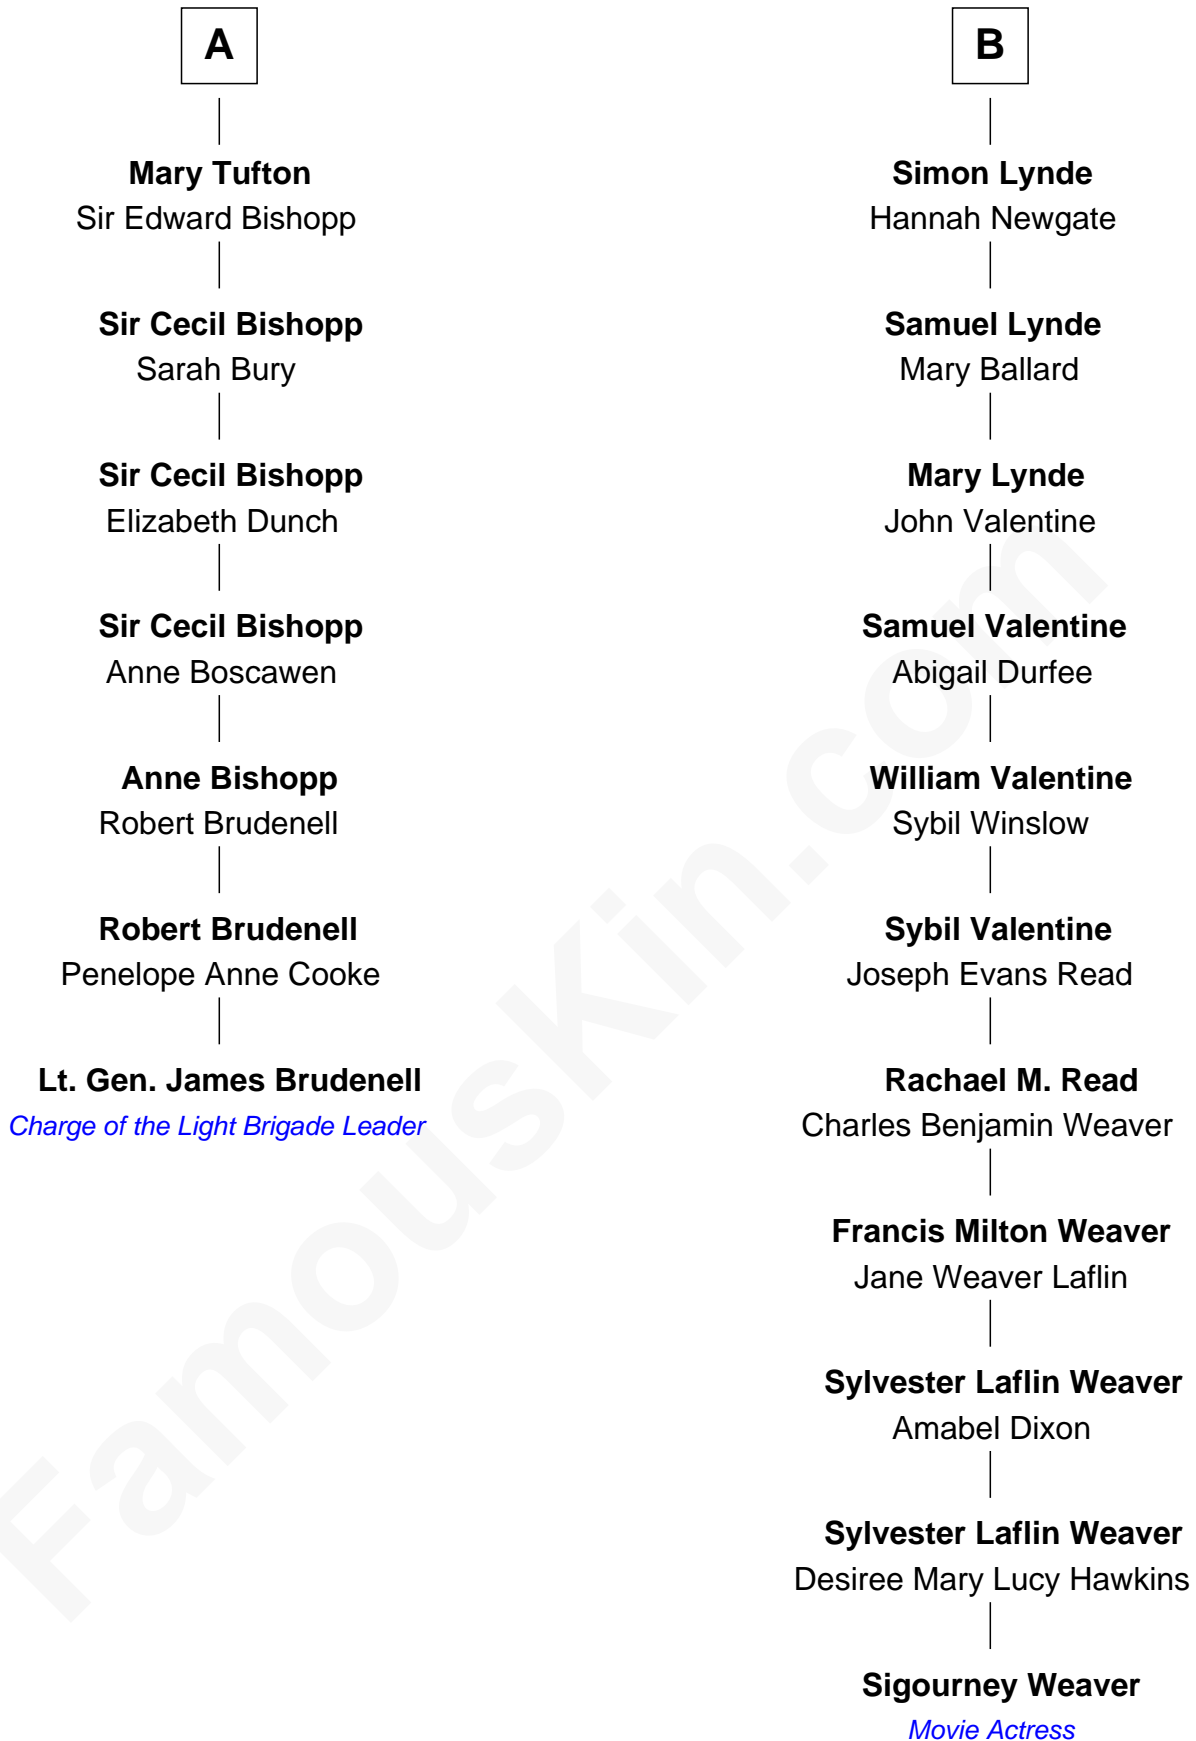 A
Mary Tufton
Sir Edward Bishopp
Sir Cecil Bishopp
Sarah Bury
Sir Cecil Bishopp
Elizabeth Dunch
Sir Cecil Bishopp
Anne Boscawen
Anne Bishopp
Robert Brudenell
Robert Brudenell
Penelope Anne Cooke
Lt. Gen. James Brudenell
Charge of the Light Brigade Leader
B
Simon Lynde
Hannah Newgate
Samuel Lynde
Mary Ballard
Mary Lynde
John Valentine
Samuel Valentine
Abigail Durfee
William Valentine
Sybil Winslow
Sybil Valentine
Joseph Evans Read
Rachael M. Read
Charles Benjamin Weaver
Francis Milton Weaver
Jane Weaver Laflin
Sylvester Laflin Weaver
Amabel Dixon
Sylvester Laflin Weaver
Desiree Mary Lucy Hawkins
Sigourney Weaver
Movie Actress
FamousKin.com